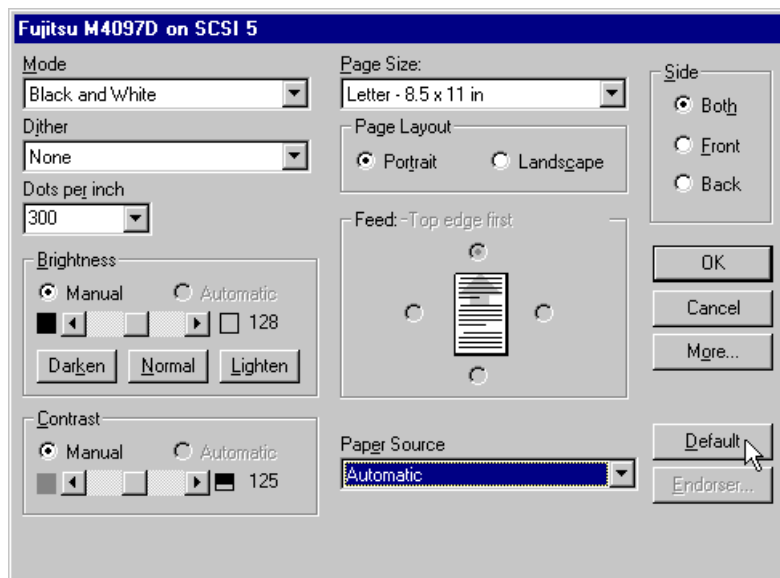 Fujitsu M4097D on SCSI 5
Mode
Black and White
Dither
None
Dots per inch
300
Brightness
Manual Automatic
128
Darken Normal Lighten
Contrast
Manual Automatic
125
Page Size:
Letter - 8.5 x 11 in
Page Layout
Portrait Landscape
Feed: -Top edge first
Paper Source
Automatic
Side
Both
Front
Back
OK
Cancel
More...
Default
Endorser...